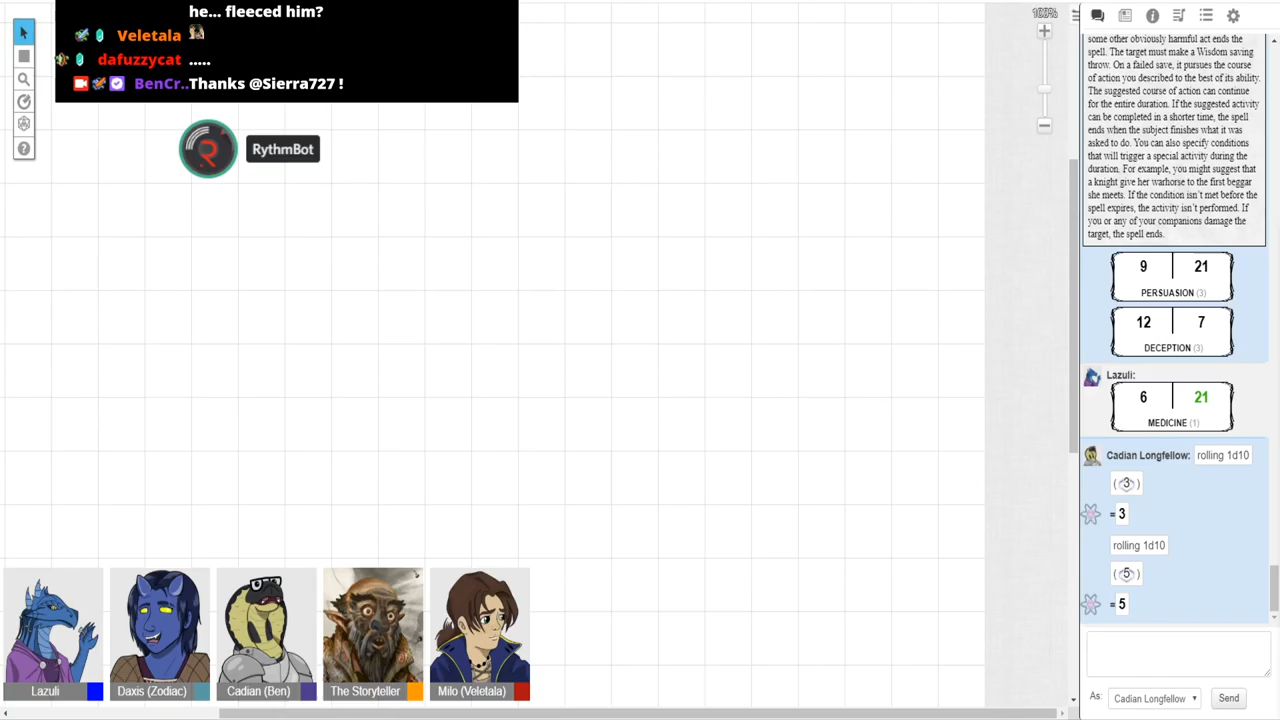 he... fleeced him?
Veletala
dafuzzycat .....
BenCr.. Thanks @Sierra727 !
RythmBot
103%
some other obviously harmful act ends the
spell. The target must make a Wisdom saving
throw. On a failed save, it pursues the course
of action you described to the best of its ability.
The suggested course of action can continue
for the entire duration. If the suggested activity
can be completed in a shorter time, the spell
ends when the subject finishes what it was
asked to do. You can also specify conditions
that will trigger a special activity during the
duration. For example, you might suggest that
a knight give her warhorse to the first beggar
she meets. If the condition isn't met before the
spell expires, the activity isn't performed. If
you or any of your companions damage the
target, the spell ends.
9 21
PERSUASION (3)
12 7
DECEPTION (3)
Lazuli:
6 21
MEDICINE (1)
Cadian Longfellow: rolling 1d10
(3)
= 3
rolling 1d10
(5)
= 5
As: Cadian Longfellow Send
Lazuli
Daxis (Zodiac)
Cadian (Ben)
The Storyteller
Milo (Veletala)